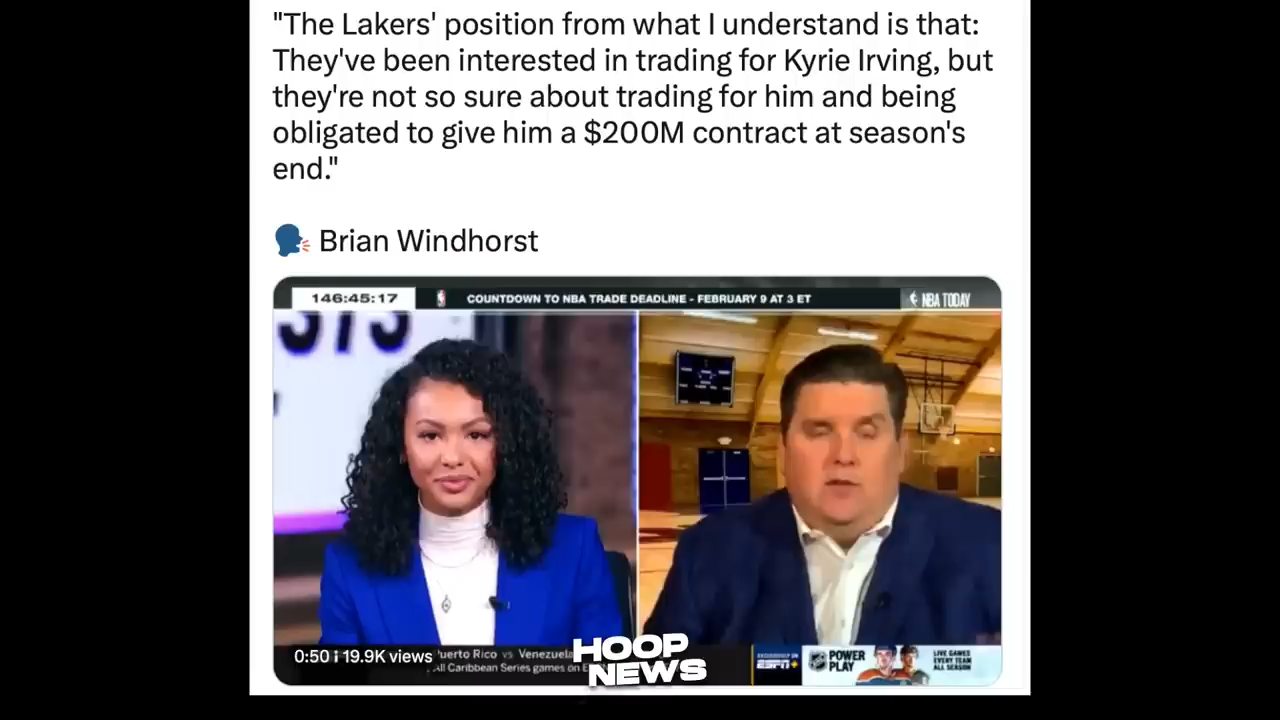 "The Lakers' position from what I understand is that:
They've been interested in trading for Kyrie Irving, but
they're not so sure about trading for him and being
obligated to give him a $200M contract at season's
end."
Brian Windhorst
146:45:17 COUNTDOWN TO NBA TRADE DEADLINE - FEBRUARY 9 AT 3 ET NBA TODAY
0:50 19.9K views
uerto Rico vs Venezuela
All Caribbean Series games on E
HOOP
NEWS
ESPN+
POWER
PLAY
LIVE GAMES
EVERY TEAM
ALL SEASON